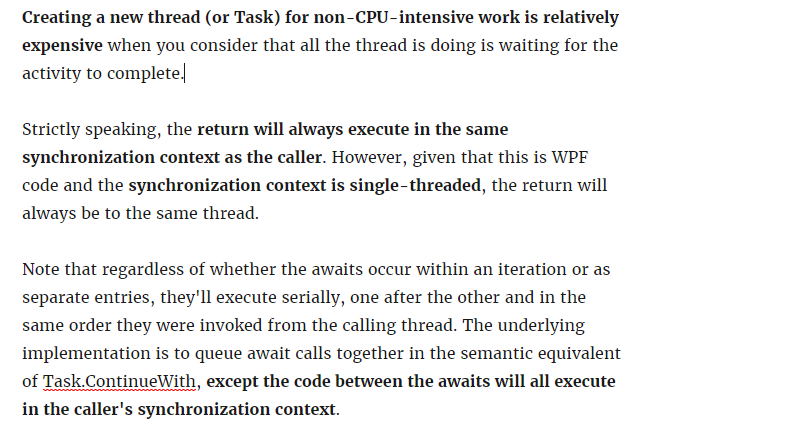 Creating a new thread (or Task) for non-CPU-intensive work is relatively
expensive when you consider that all the thread is doing is waiting for the
activity to complete.
Strictly speaking, the return will always execute in the same
synchronization context as the caller. However, given that this is WPF
code and the synchronization context is single-threaded, the return will
always be to the same thread.
Note that regardless of whether the awaits occur within an iteration or as
separate entries, they'll execute serially, one after the other and in the
same order they were invoked from the calling thread. The underlying
implementation is to queue await calls together in the semantic equivalent
of Task.ContinueWith, except the code between the awaits will all execute
in the caller's synchronization context.